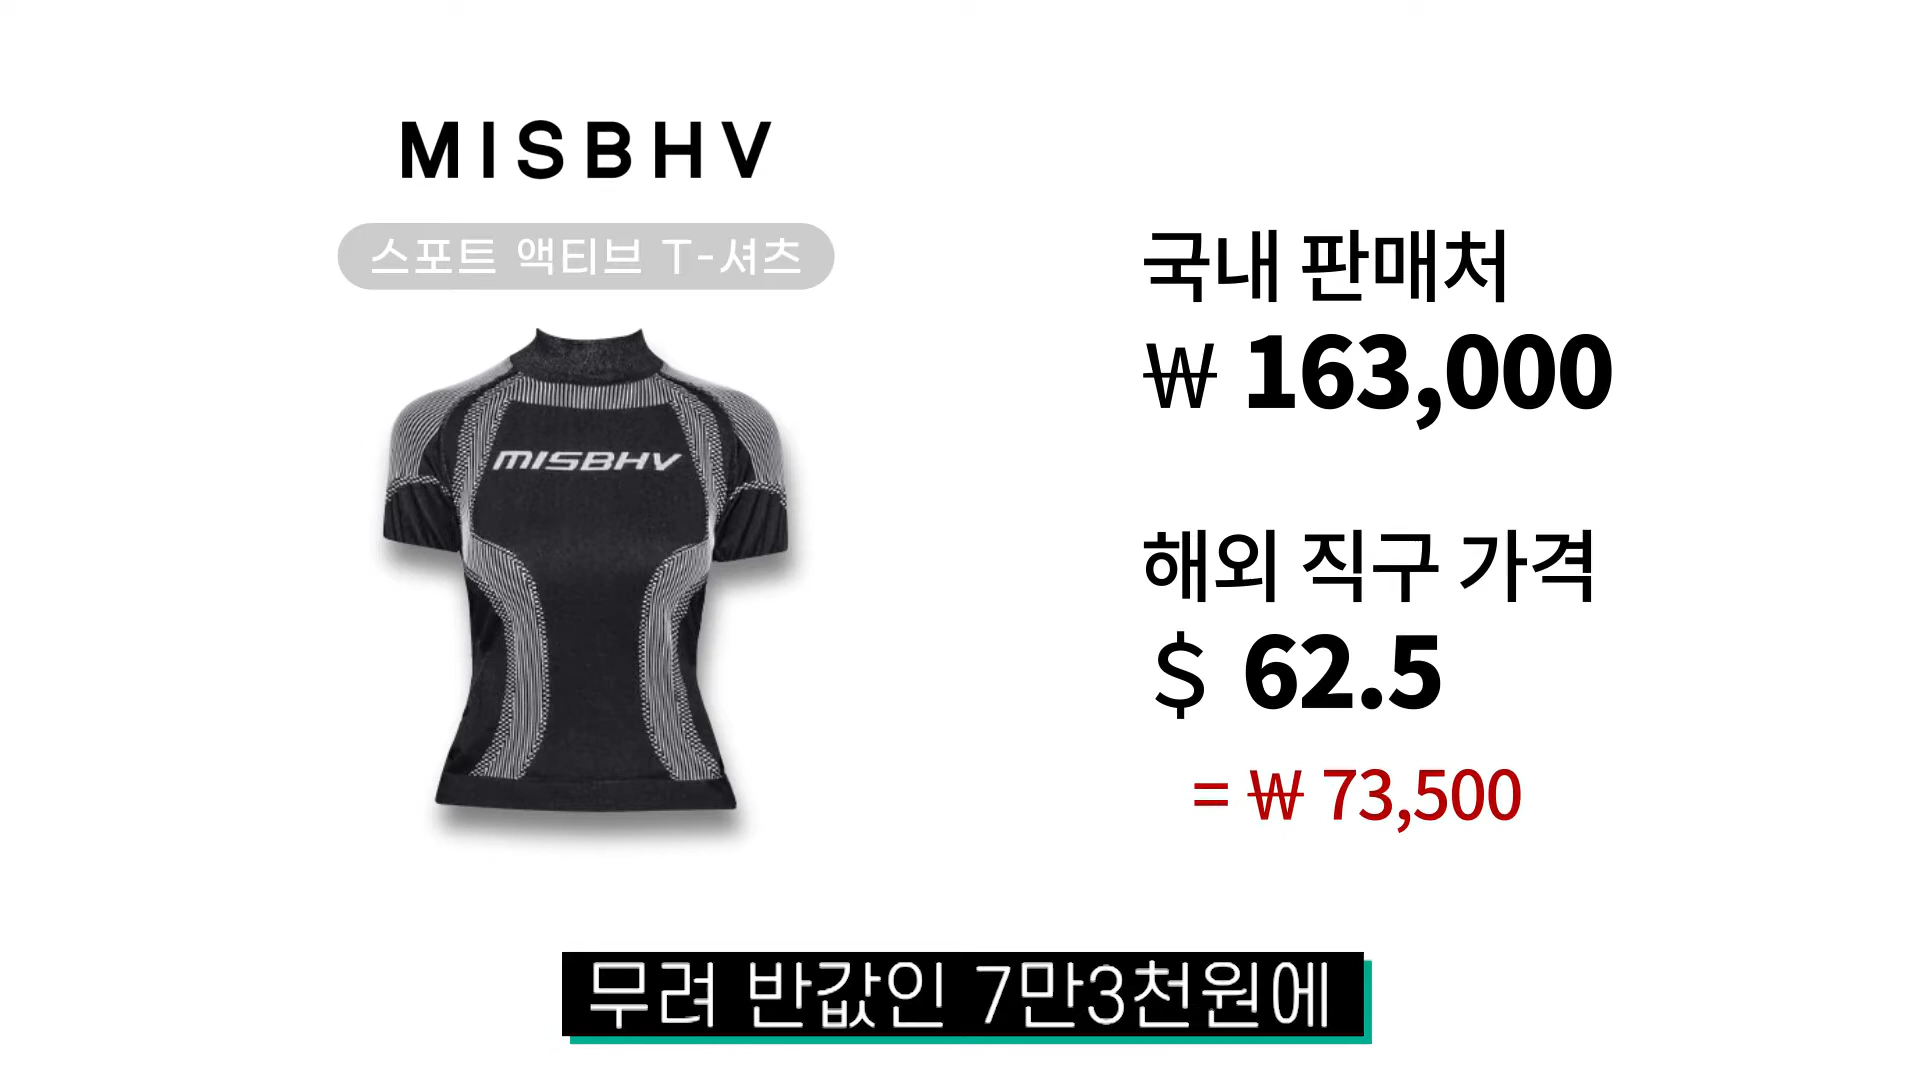 MISBHV
스포트 액티브 T-셔츠
MISBHV
국내 판매처
₩ 163,000
해외 직구 가격
$ 62.5
= ₩ 73,500
무려 반값인 7만3천원에